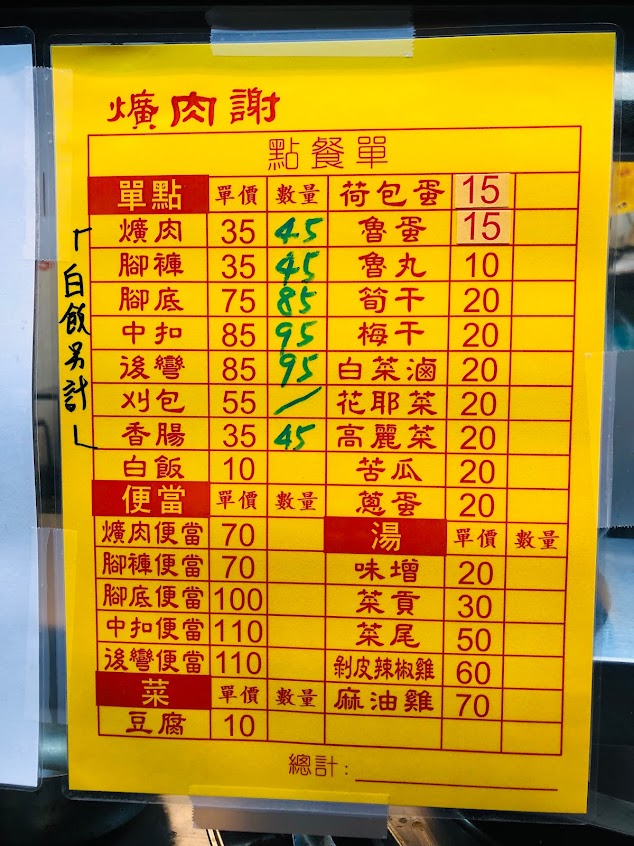 爌肉謝
點餐單
單點 單價 數量 荷包蛋 15
爌肉 35 45 魯蛋 15
腳褲 35 45 魯丸 10
腳底 75 85 筍干 20
中扣 85 95 梅干 20
後彎 85 95 白菜滷 20
刈包 55 / 花耶菜 20
香腸 35 45 高麗菜 20
白飯 10 苦瓜 20
便當 單價 數量 蔥蛋 20
爌肉便當 70 湯 單價 數量
腳褲便當 70 味增 20
腳底便當 100 菜貢 30
中扣便當 110 菜尾 50
後彎便當 110 剝皮辣椒雞 60
菜 單價 數量 麻油雞 70
豆腐 10
總計:
「白飯另計」